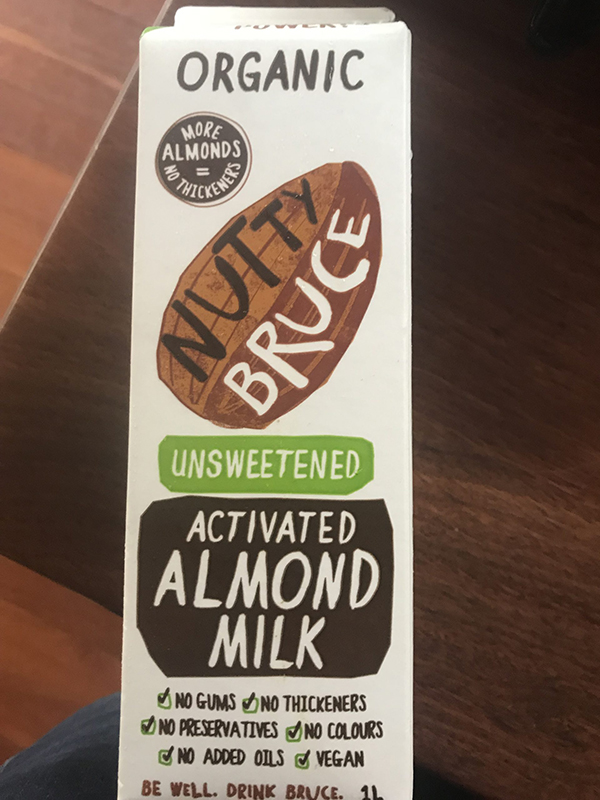 ORGANIC
MORE
ALMONDS
=
NO THICKENERS
NUTTY
BRUCE
UNSWEETENED
ACTIVATED
ALMOND
MILK
NO GUMS NO THICKENERS
NO PRESERVATIVES NO COLOURS
NO ADDED OILS VEGAN
BE WELL. DRINK BRUCE. 1L